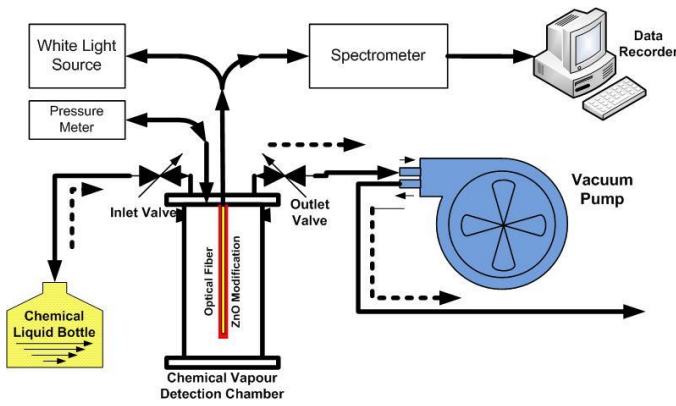 White Light
Source
Spectrometer
Data
Recorder
Pressure
Meter
Inlet Valve
Outlet
Valve
Vacuum
Pump
Optical Fiber
ZnO Modification
Chemical
Liquid Bottle
Chemical Vapour
Detection Chamber